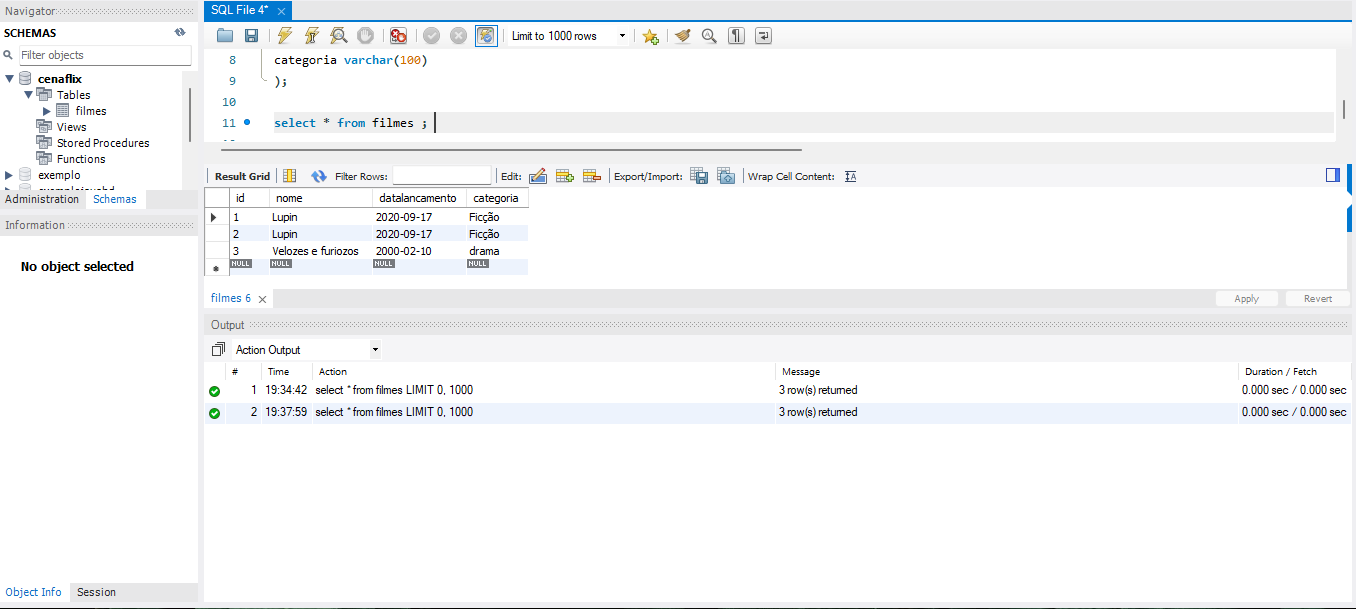 Navigator
SQL File 4*
SCHEMAS
Limit to 1000 rows
Filter objects
8 categoria varchar(100)
cenaflix
9 );
Tables
10
filmes
11 select * from filmes ;
Views
Stored Procedures
Functions
exemplo
Result Grid Filter Rows: Edit: Export/Import: Wrap Cell Content:
Administration Schemas
id nome datalancamento categoria
Information
1 Lupin 2020-09-17 Ficção
2 Lupin 2020-09-17 Ficção
3 Velozes e furiozos 2000-02-10 drama
NULL NULL NULL NULL
No object selected
filmes 6
Apply Revert
Output
Action Output
# Time Action Message Duration / Fetch
1 19:34:42 select * from filmes LIMIT 0, 1000 3 row(s) returned 0.000 sec / 0.000 sec
2 19:37:59 select * from filmes LIMIT 0, 1000 3 row(s) returned 0.000 sec / 0.000 sec
Object Info Session